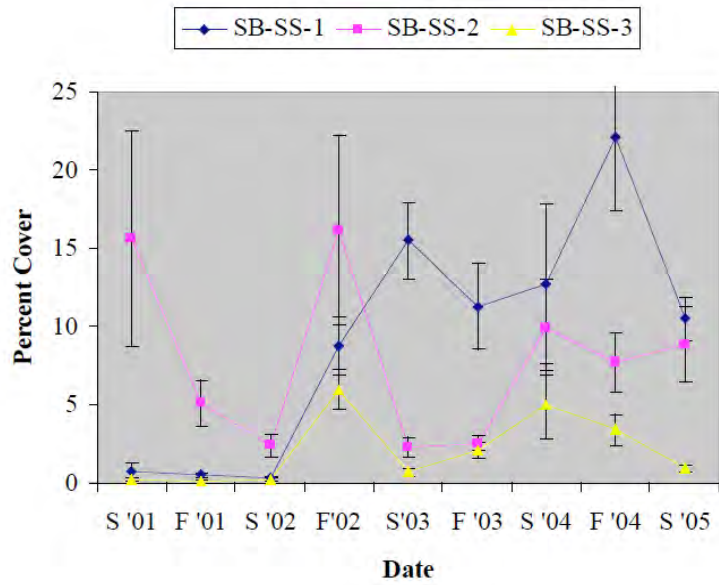 SB-SS-1 SB-SS-2 SB-SS-3
25
20
15
10
5
0
Percent Cover
S '01 F '01 S '02 F'02 S'03 F '03 S '04 F '04 S '05
Date